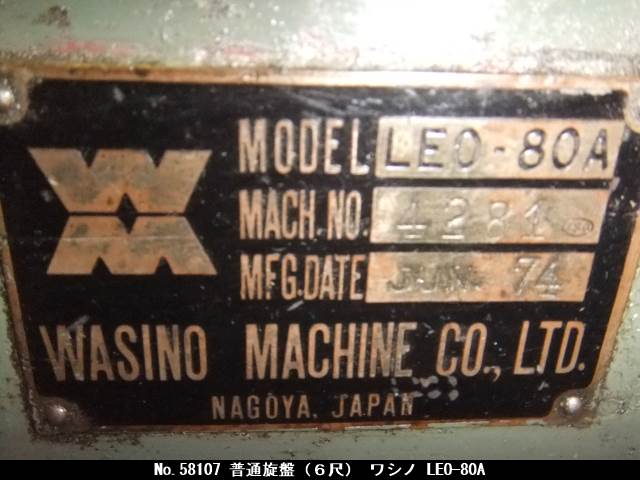 MODEL LEO-80A
MACH. NO. 4281
MFG.DATE 74
WASINO MACHINE CO., LTD.
NAGOYA, JAPAN
No.58107 普通旋盤（６尺） ワシノ LEO-80A